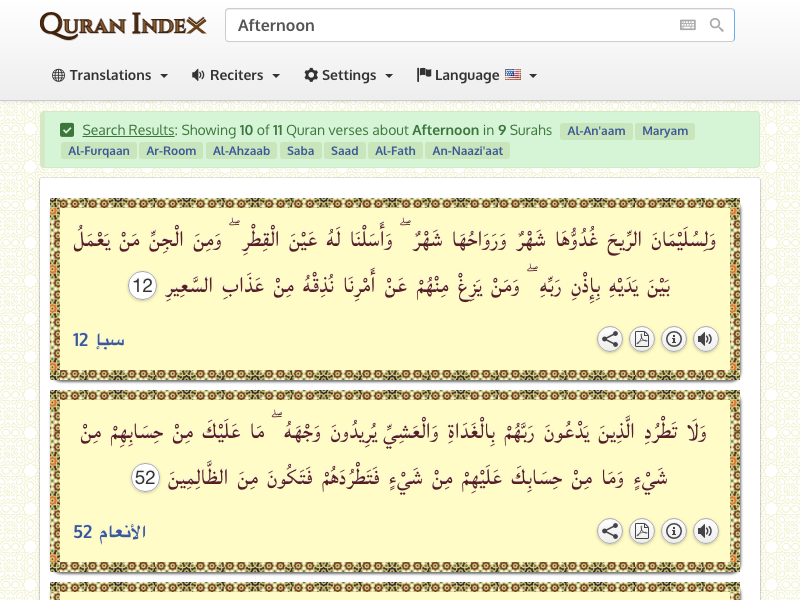 QURAN INDEX
Afternoon
Translations Reciters Settings Language
Search Results: Showing 10 of 11 Quran verses about Afternoon in 9 Surahs Al-An'aam Maryam
Al-Furqaan Ar-Room Al-Ahzaab Saba Saad Al-Fath An-Naazi'aat
وَلِسُلَيْمَانَ الرِّيحَ غُدُوُّهَا شَهْرٌ وَرَوَاحُهَا شَهْرٌ ۖ وَأَسَلْنَا لَهُ عَيْنَ الْقِطْرِ ۖ وَمِنَ الْجِنِّ مَنْ يَعْمَلُ
بَيْنَ يَدَيْهِ بِإِذْنِ رَبِّهِ ۖ وَمَنْ يَزِغْ مِنْهُمْ عَنْ أَمْرِنَا نُذِقْهُ مِنْ عَذَابِ السَّعِيرِ 12
سبإ 12
وَلَا تَطْرُدِ الَّذِينَ يَدْعُونَ رَبَّهُمْ بِالْغَدَاةِ وَالْعَشِيِّ يُرِيدُونَ وَجْهَهُ ۖ مَا عَلَيْكَ مِنْ حِسَابِهِمْ مِنْ
شَيْءٍ وَمَا مِنْ حِسَابِكَ عَلَيْهِمْ مِنْ شَيْءٍ فَتَطْرُدَهُمْ فَتَكُونَ مِنَ الظَّالِمِينَ 52
الأنعام 52